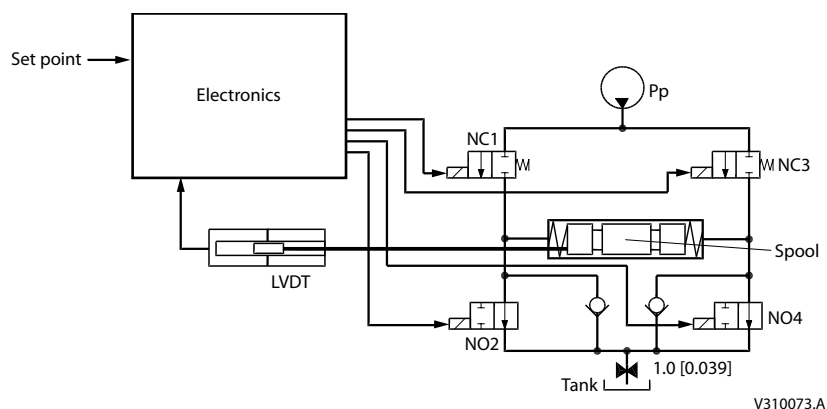 Set point
Electronics
Pp
NC1
NC3
Spool
LVDT
NO2
NO4
1.0 [0.039]
Tank
V310073.A